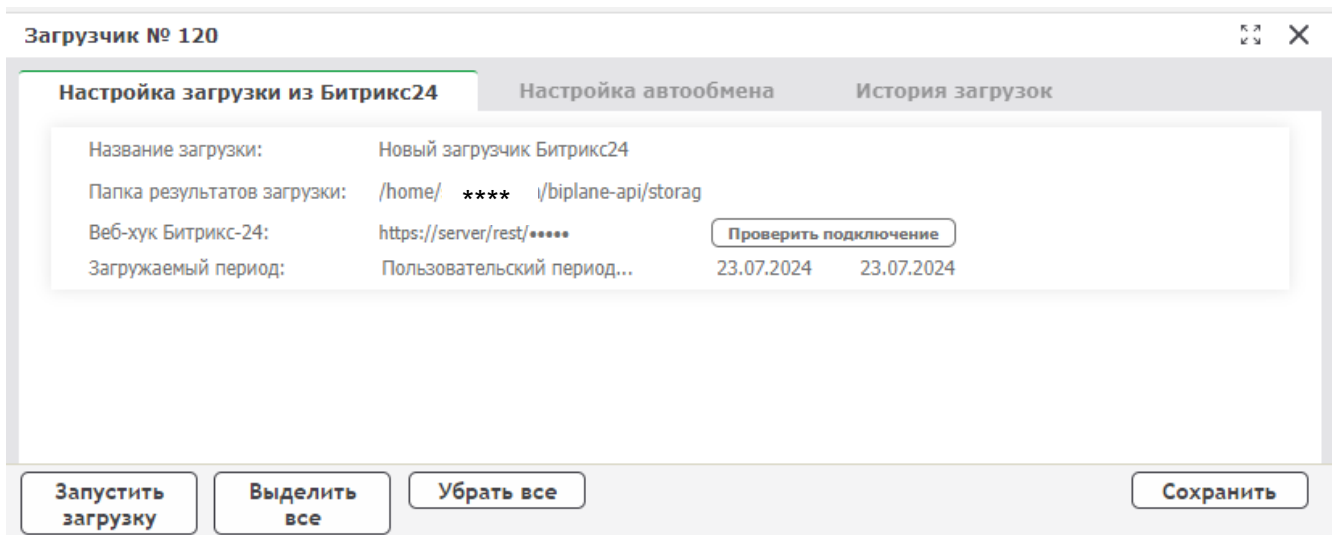 Загрузчик № 120
Настройка загрузки из Битрикс24 Настройка автообмена История загрузок
Название загрузки: Новый загрузчик Битрикс24
Папка результатов загрузки: /home/ **** /biplane-api/storag
Веб-хук Битрикс-24: https://server/rest/••••• Проверить подключение
Загружаемый период: Пользовательский период... 23.07.2024 23.07.2024
Запустить загрузку Выделить все Убрать все Сохранить